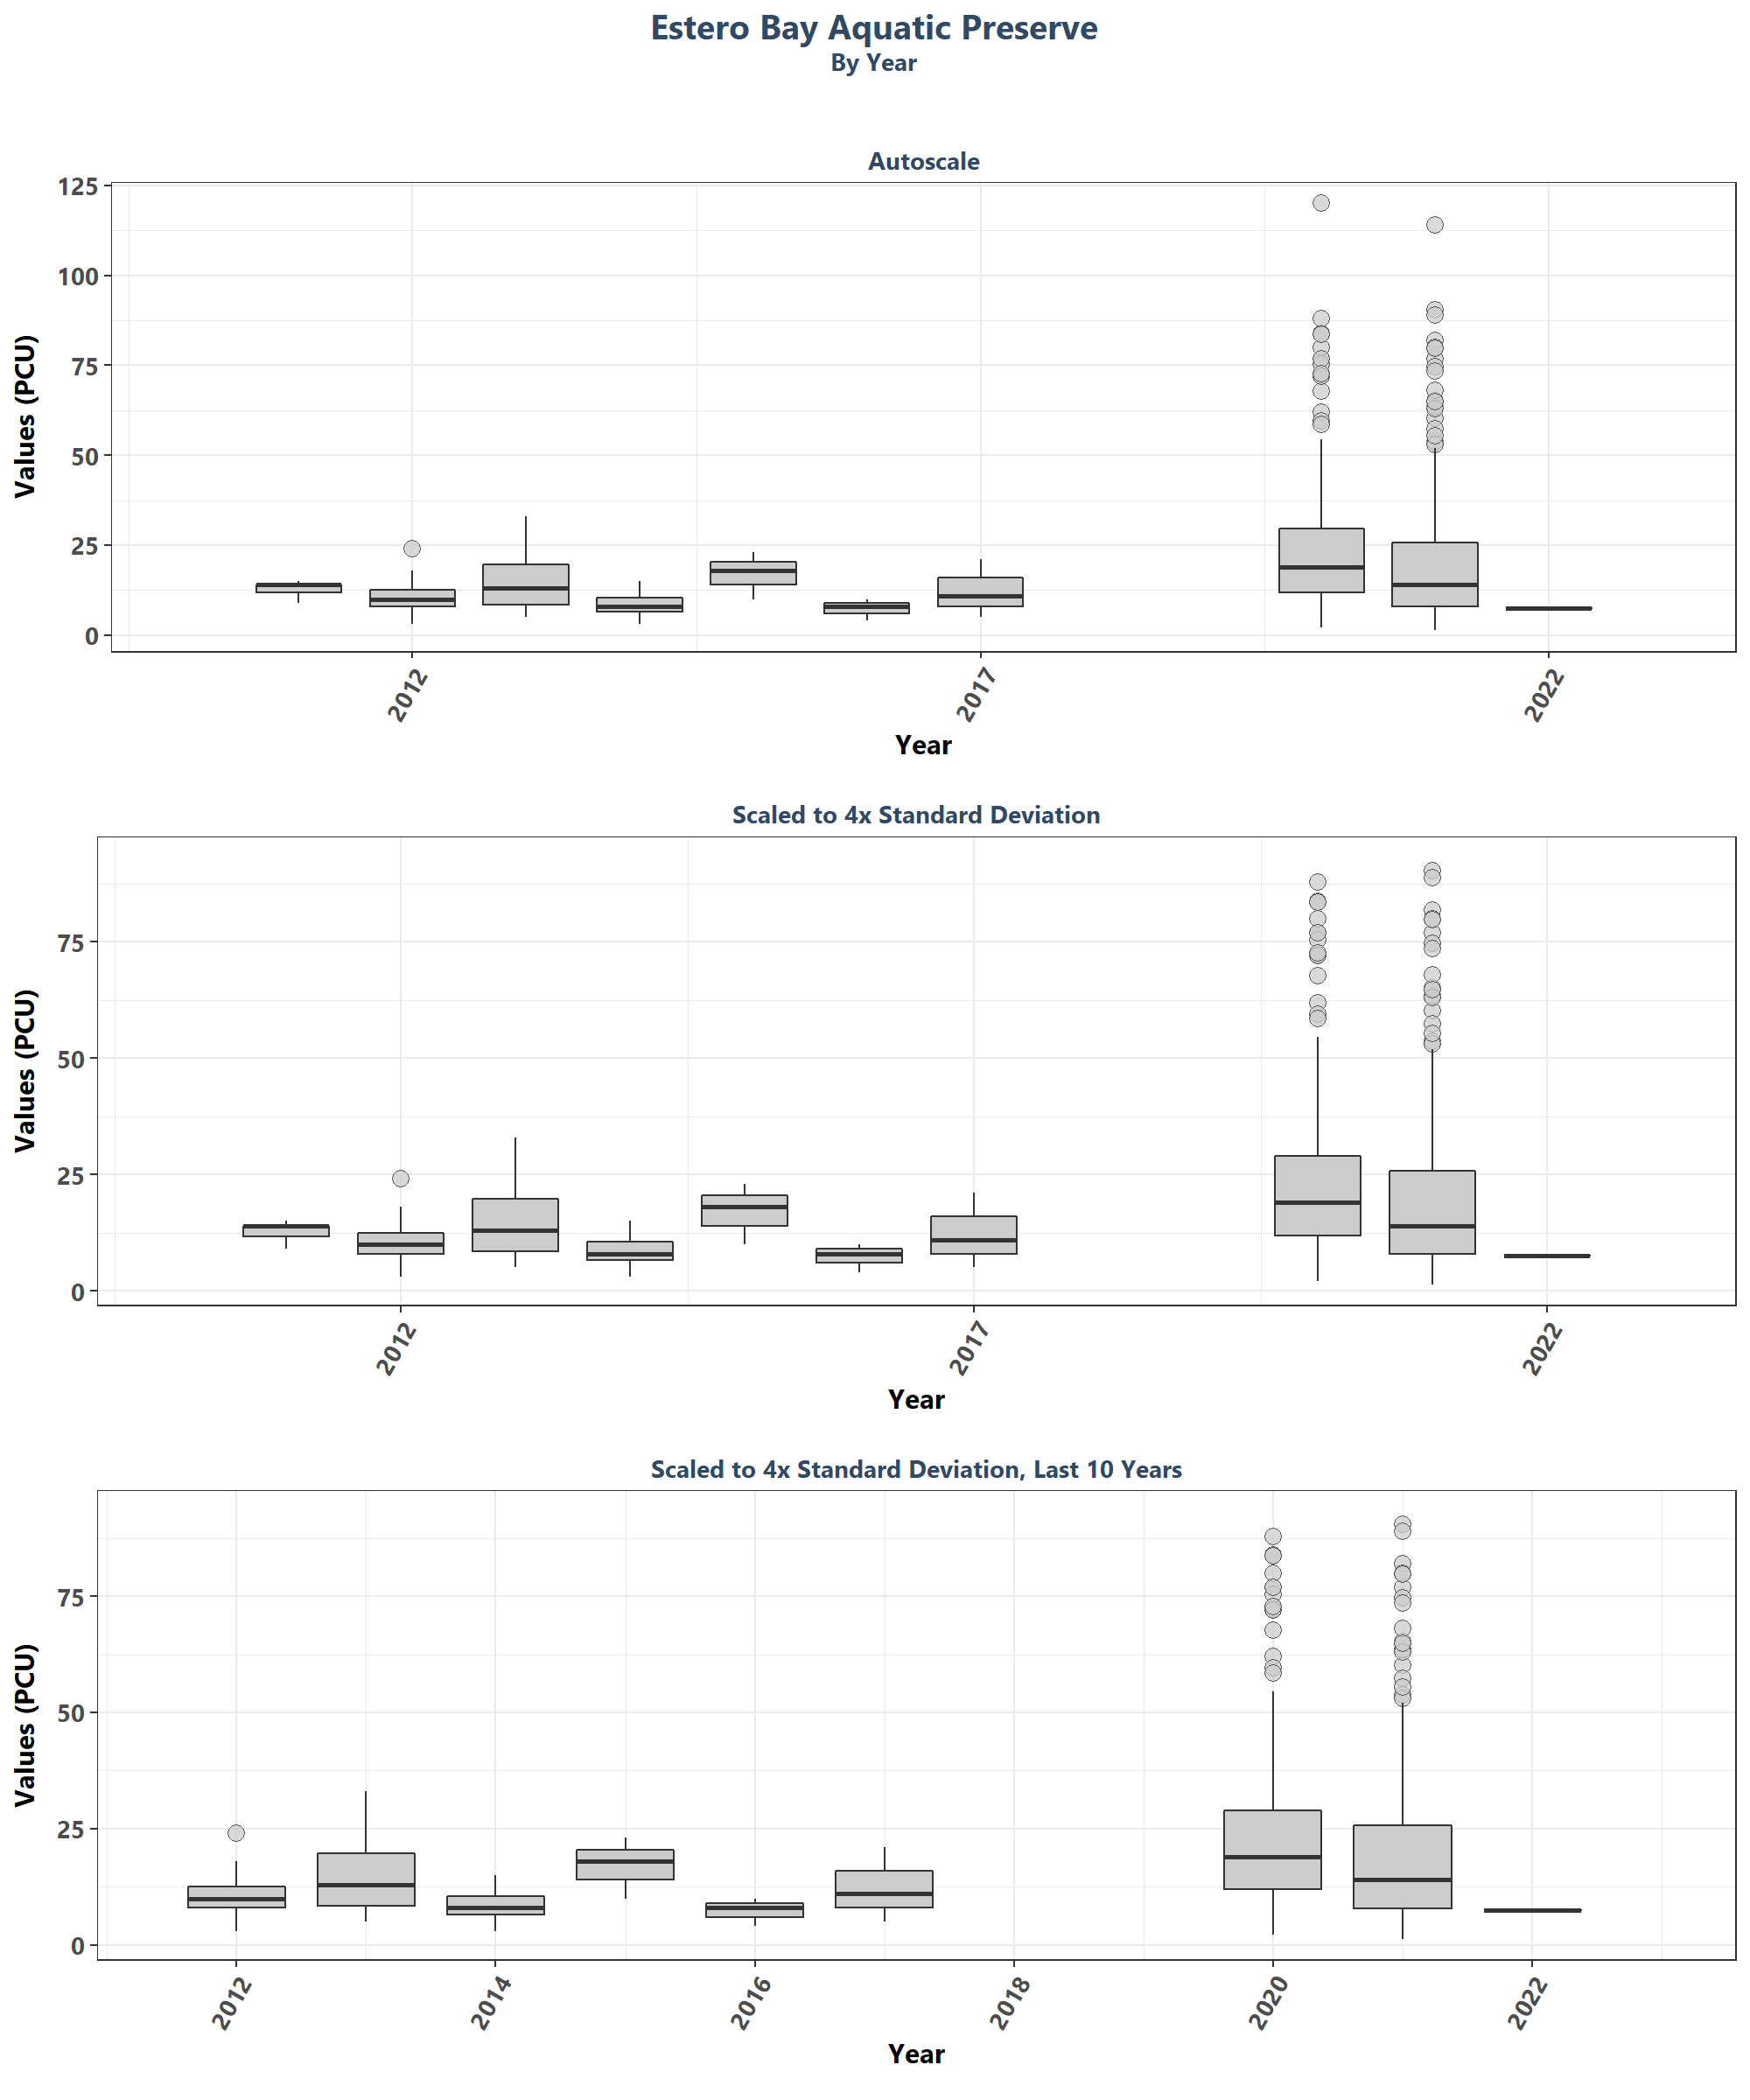 Estero Bay Aquatic Preserve
By Year
Autoscale
125
100
75
50
25
0
Values (PCU)
2012
2017
2022
Year
Scaled to 4x Standard Deviation
75
50
25
0
Values (PCU)
2012
2017
2022
Year
Scaled to 4x Standard Deviation, Last 10 Years
75
50
25
0
Values (PCU)
2012
2014
2016
2018
2020
2022
Year